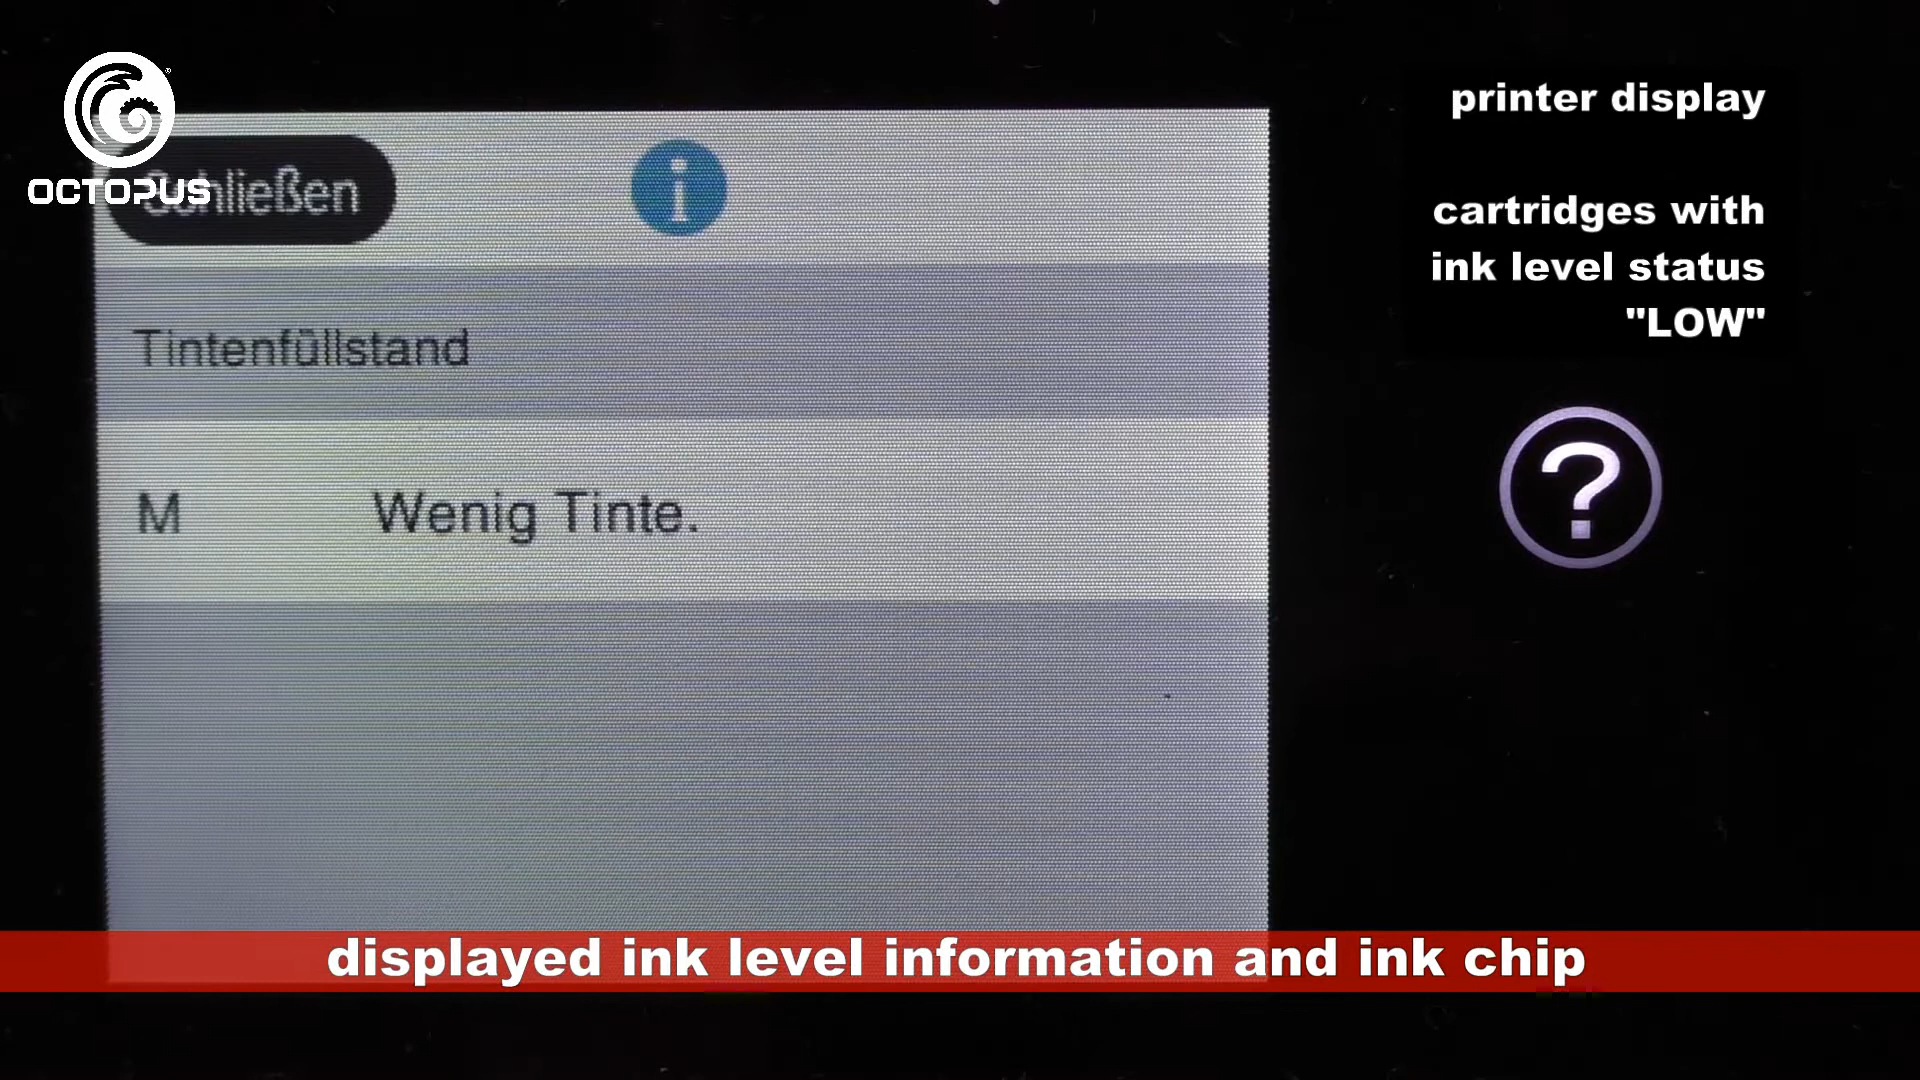 OCTOPUS
Schließen
i
Tintenfüllstand
M Wenig Tinte.
printer display
cartridges with
ink level status
"LOW"
?
displayed ink level information and ink chip